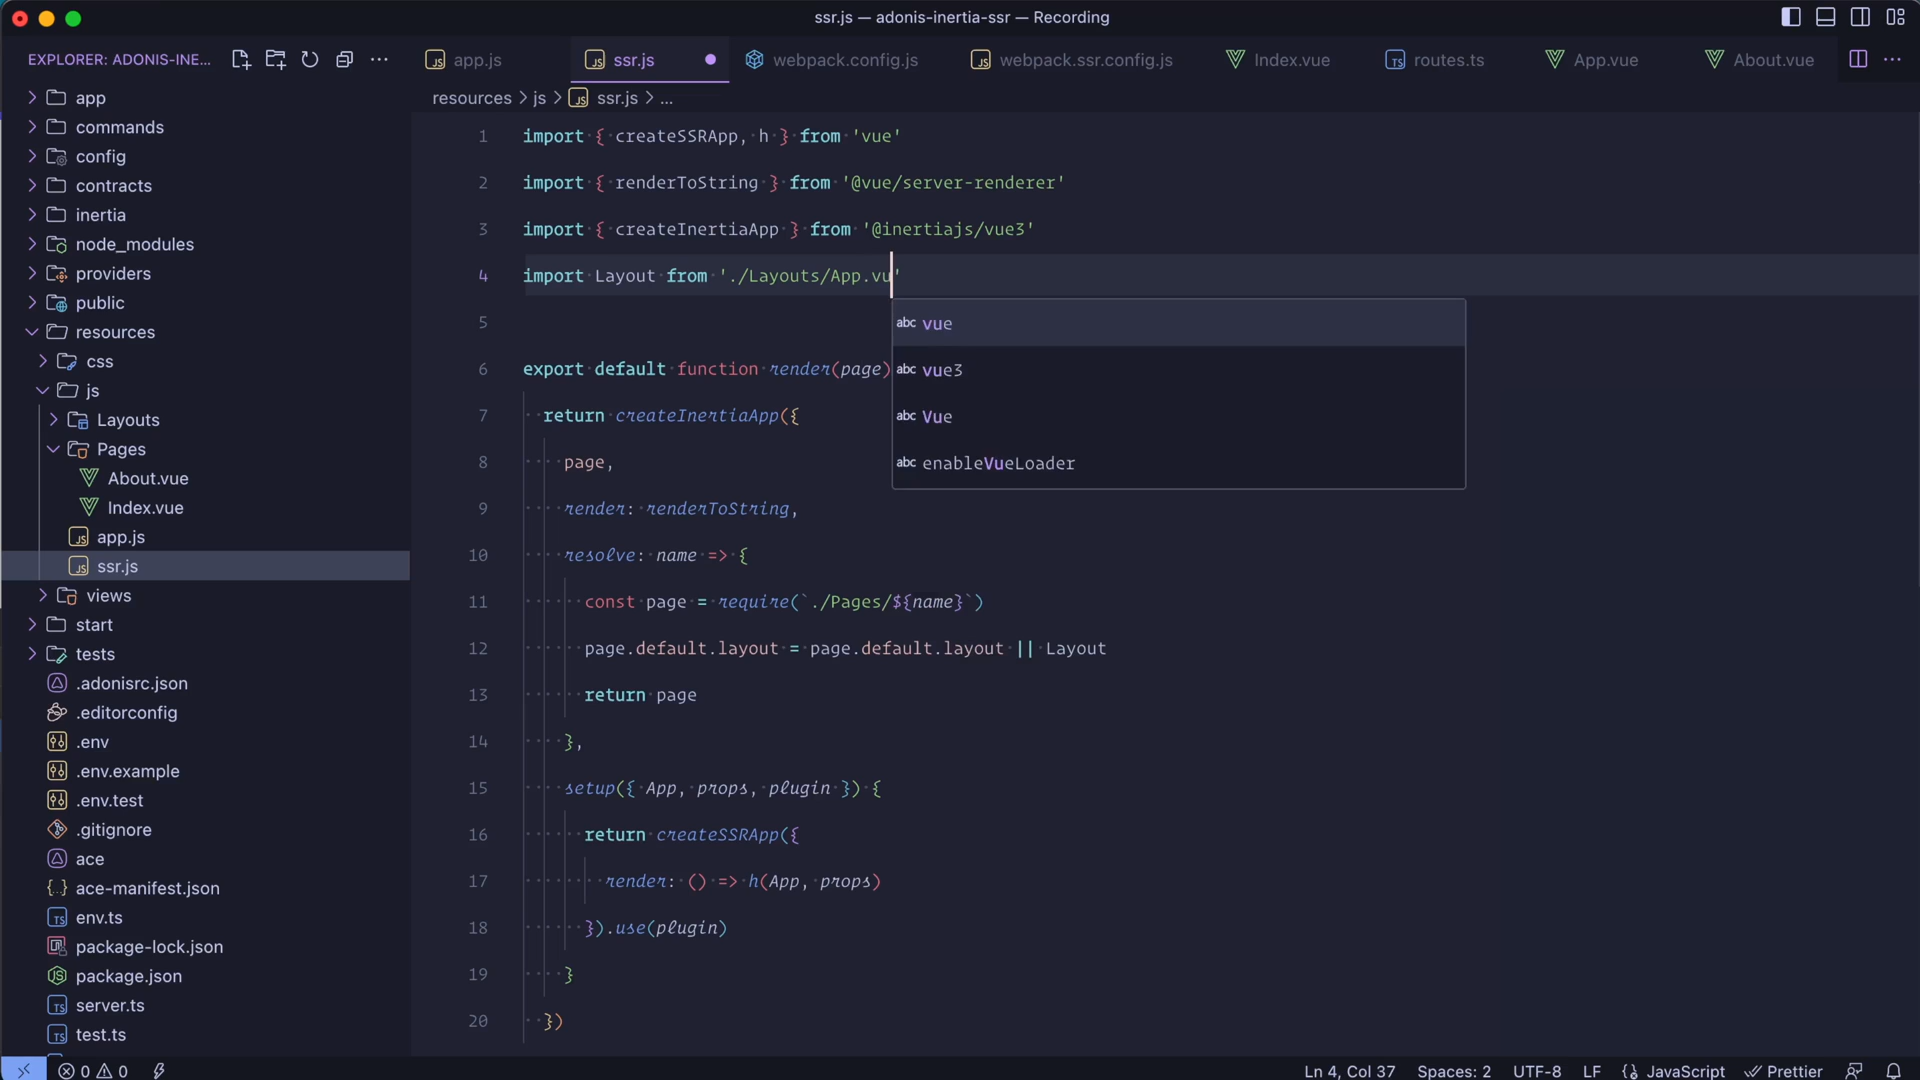 ssr.js — adonis-inertia-ssr — Recording
EXPLORER: ADONIS-INE...
app.js
ssr.js
webpack.config.js
webpack.ssr.config.js
Index.vue
routes.ts
App.vue
About.vue
resources > js > ssr.js > ...
app
commands
config
contracts
inertia
node_modules
providers
public
resources
css
js
Layouts
Pages
About.vue
Index.vue
app.js
ssr.js
views
start
tests
.adonisrc.json
.editorconfig
.env
.env.example
.env.test
.gitignore
ace
ace-manifest.json
env.ts
package-lock.json
package.json
server.ts
test.ts
1 import { createSSRApp, h } from 'vue'
2 import { renderToString } from '@vue/server-renderer'
3 import { createInertiaApp } from '@inertiajs/vue3'
4 import Layout from './Layouts/App.vu'
5
6 export default function render(page)
7 return createInertiaApp({
8 page,
9 render: renderToString,
10 resolve: name => {
11 const page = require(`./Pages/${name}`)
12 page.default.layout = page.default.layout || Layout
13 return page
14 },
15 setup({ App, props, plugin }) {
16 return createSSRApp({
17 render: () => h(App, props)
18 }).use(plugin)
19 }
20 })
abc vue
abc vue3
abc Vue
abc enableVueLoader
0 0
Ln 4, Col 37
Spaces: 2
UTF-8
LF
JavaScript
Prettier